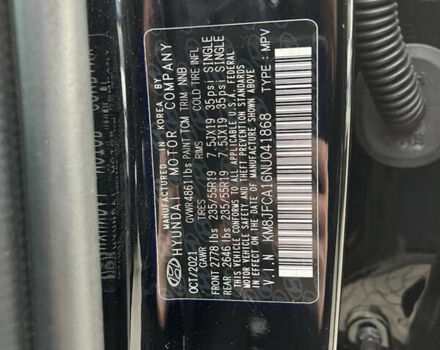 MANUFACTURED IN KOREA BY
HYUNDAI MOTOR COMPANY
OCT/2021 GVWR 4861lbs PAINT TCM TRIM NNB
GAWR TIRES RIMS COLD TIRE INFL
FRONT 2778 lbs 235/55R19 7.5JX19 35psi SINGLE
REAR 2646 lbs 235/55R19 7.5JX19 35psi SINGLE
THIS VEHICLE CONFORMS TO ALL APPLICABLE U.S.A. FEDERAL
MOTOR VEHICLE SAFETY AND THEFT PREVENTION STANDARDS
IN EFFECT ON THE DATE OF MANUFACTURE SHOWN ABOVE
V.I.N : KM8JFCA16NU041868 TYPE : MPV